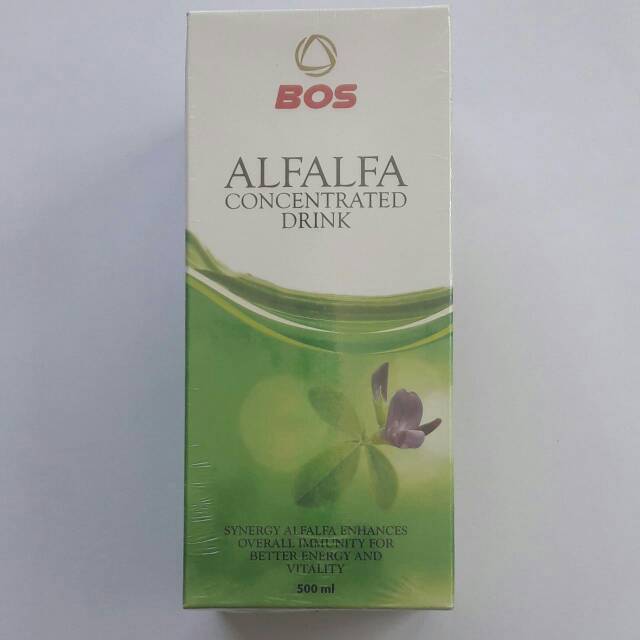 BOS
ALFALFA
CONCENTRATED
DRINK
SYNERGY ALFALFA ENHANCES
OVERALL IMMUNITY FOR
BETTER ENERGY AND
VITALITY
500 ml